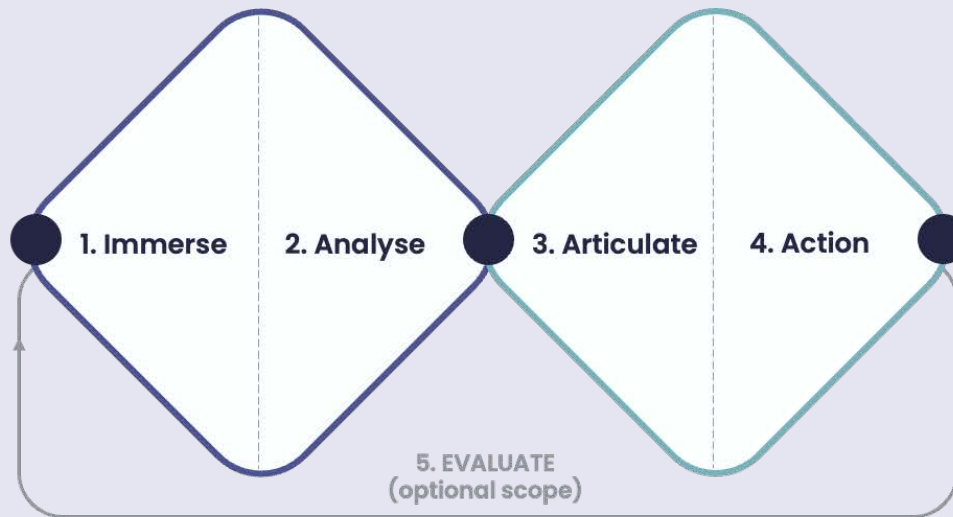 1. Immerse
2. Analyse
3. Articulate
4. Action
5. EVALUATE
(optional scope)